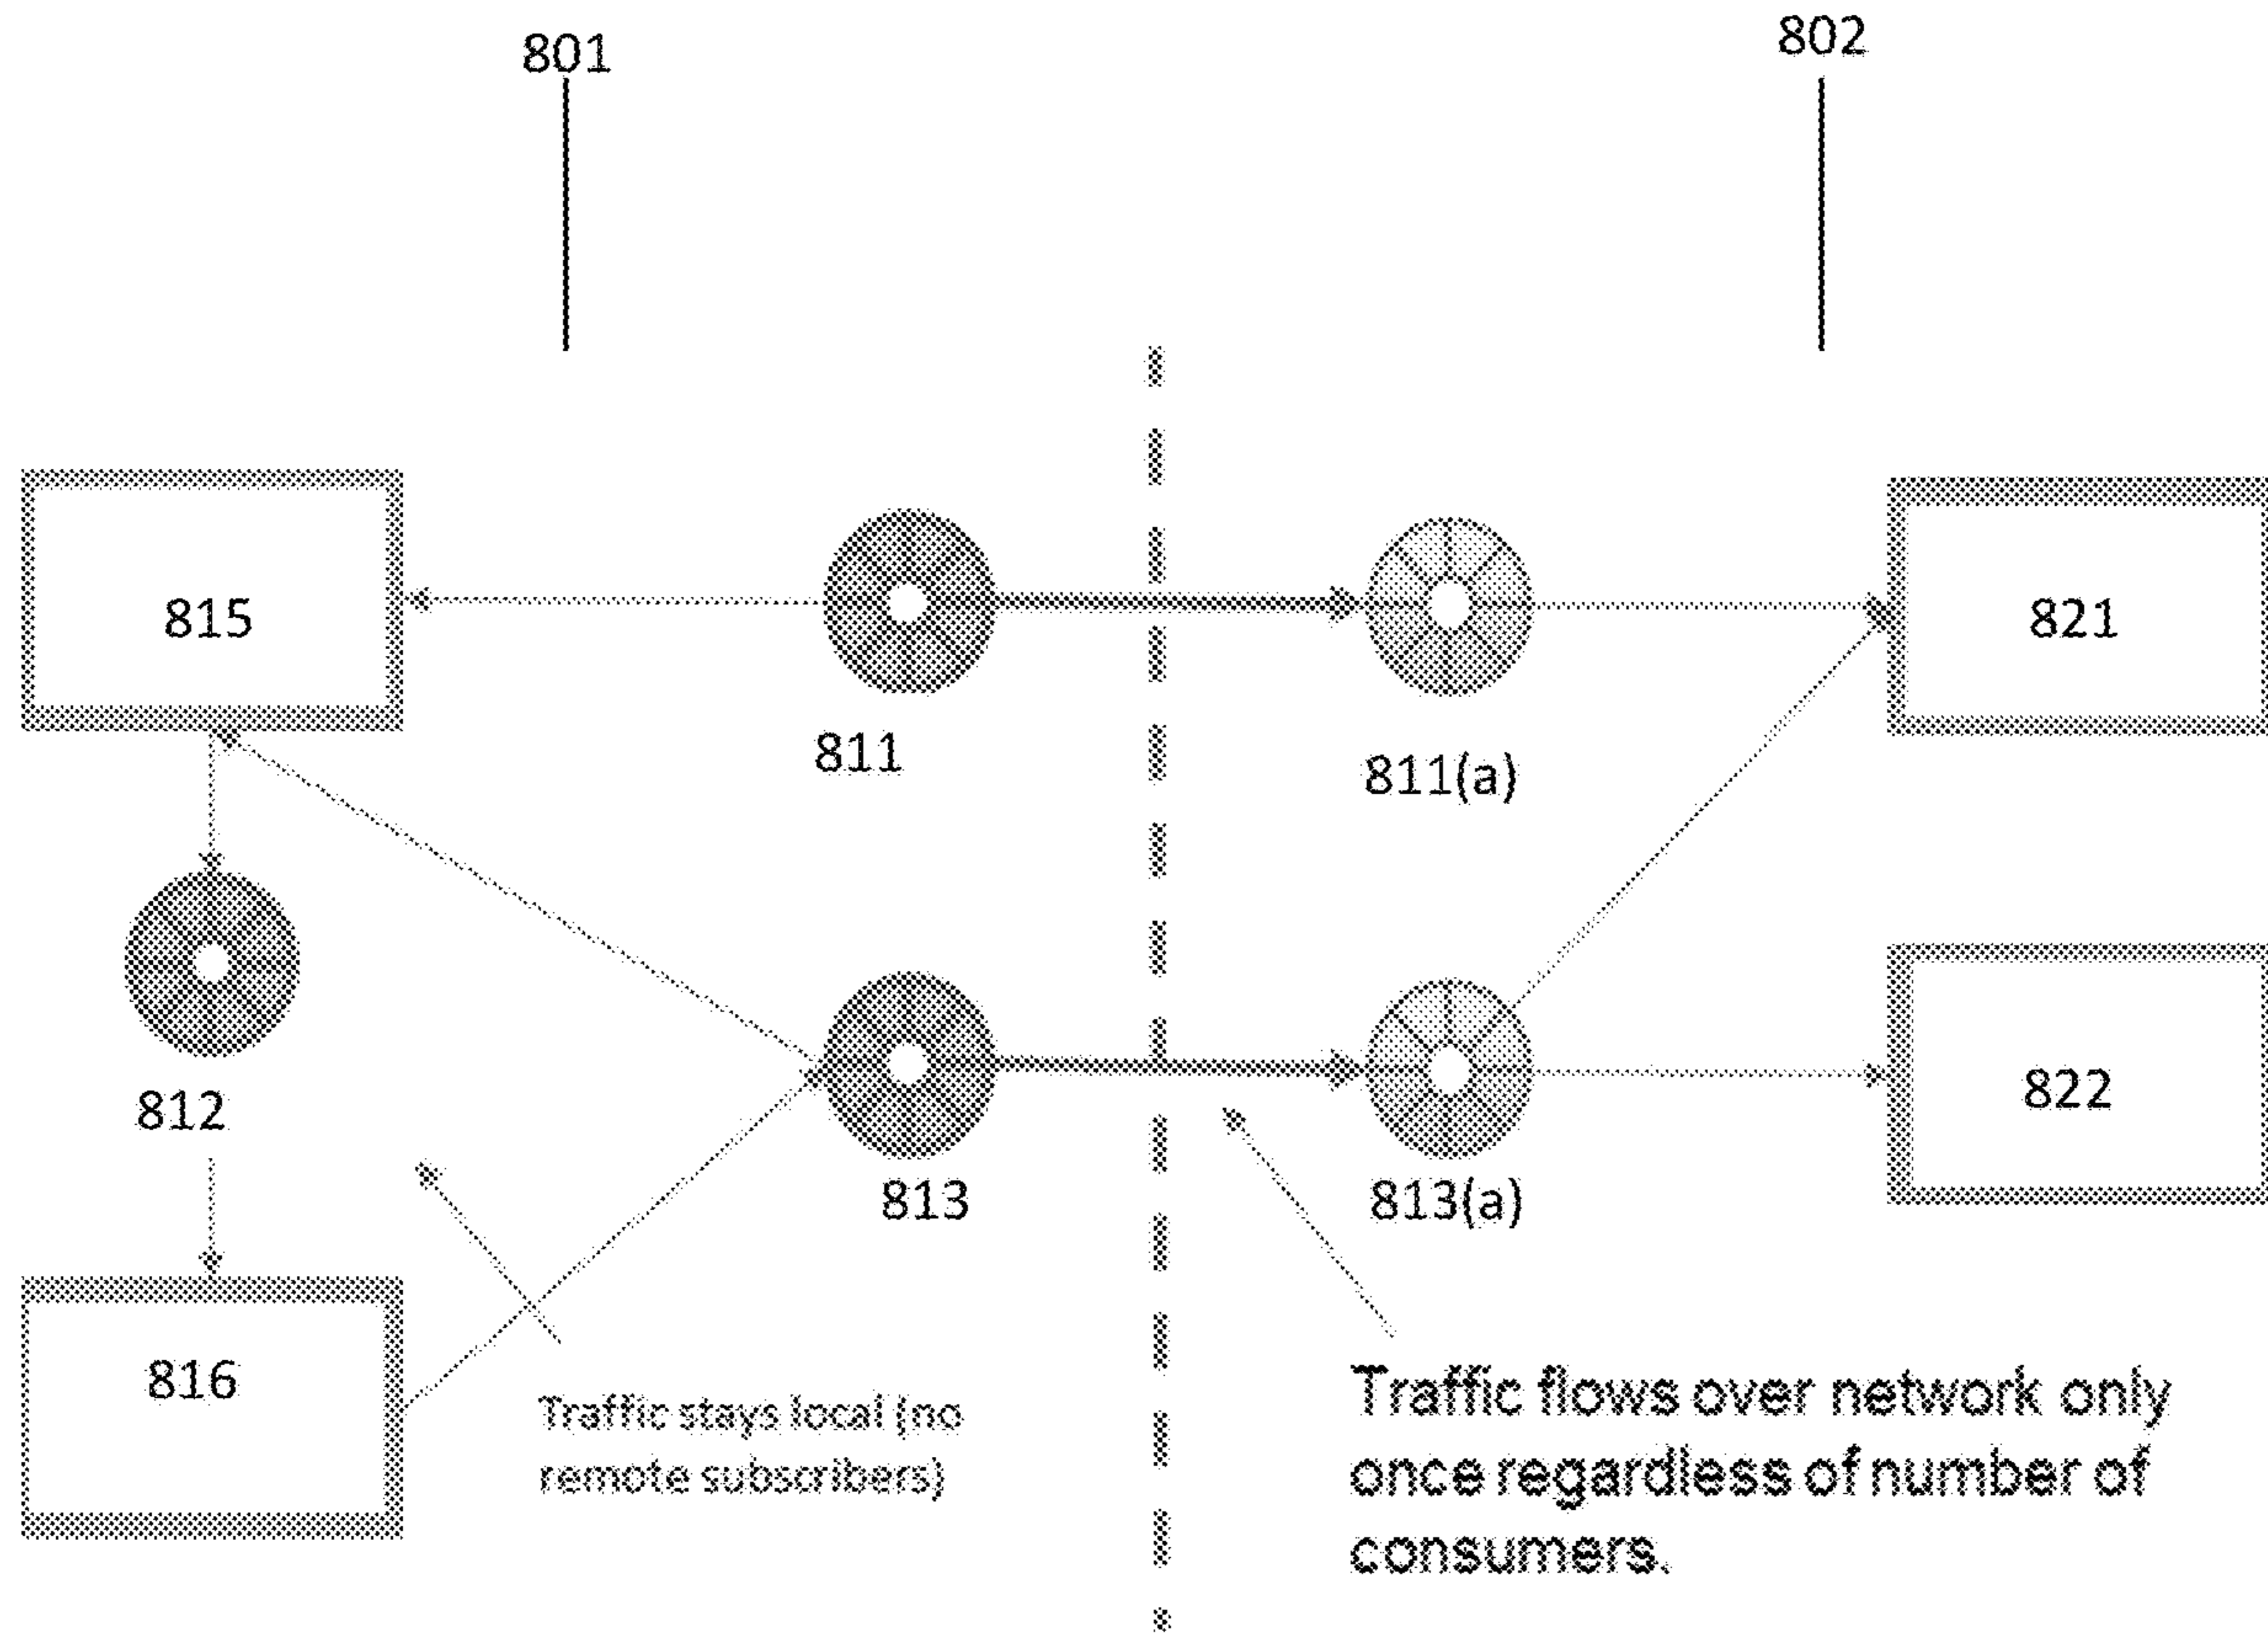 801
802
815
821
811
811(a)
812
822
813
813(a)
816
Traffic stays local (no
remote subscribers)
Traffic flows over network only
once regardless of number of
consumers.